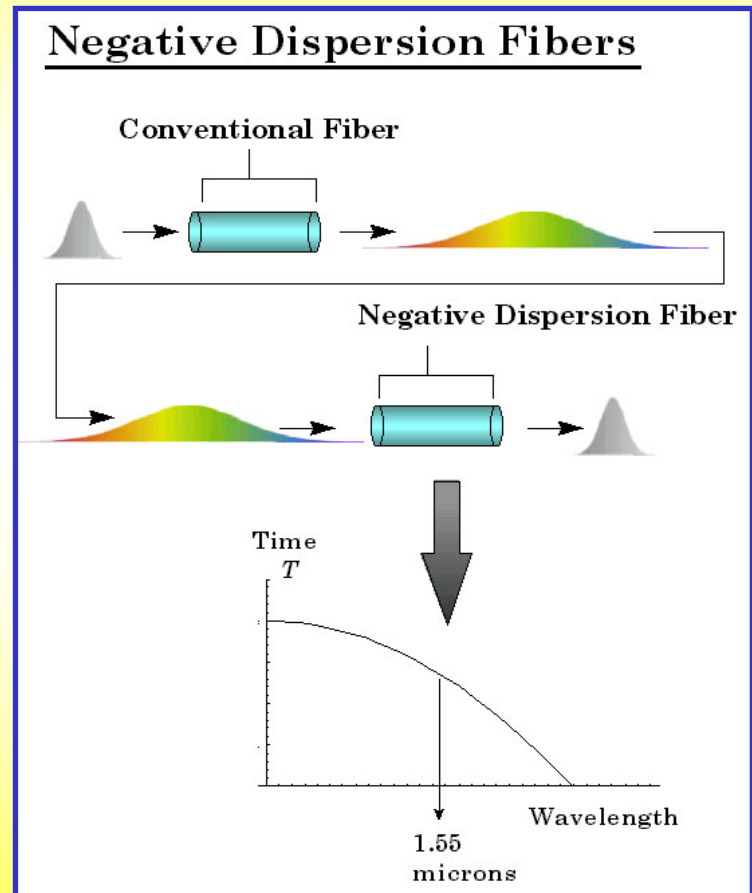 Negative Dispersion Fibers
Conventional Fiber
Negative Dispersion Fiber
Time
T
Wavelength
1.55
microns